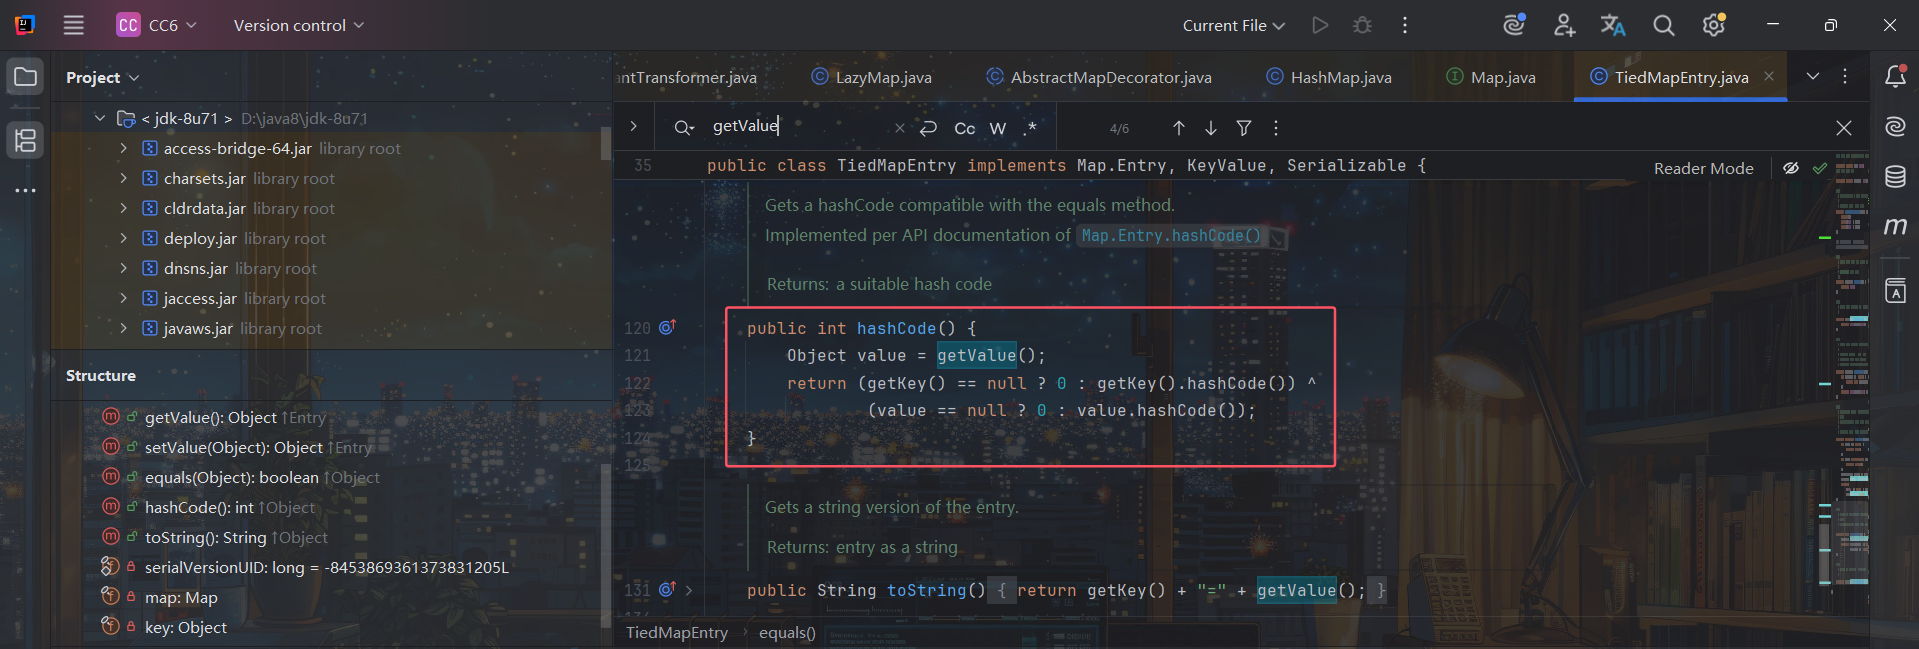 CC CC6 Version control Current File
Project
antTransformer.java LazyMap.java AbstractMapDecorator.java HashMap.java Map.java TiedMapEntry.java
< jdk-8u71 > D:\java8\jdk-8u71
access-bridge-64.jar library root
charsets.jar library root
cldrdata.jar library root
deploy.jar library root
dnsns.jar library root
jaccess.jar library root
javaws.jar library root
Structure
getValue(): Object ↑Entry
setValue(Object): Object ↑Entry
equals(Object): boolean ↑Object
hashCode(): int ↑Object
toString(): String ↑Object
serialVersionUID: long = -8453869361373831205L
map: Map
key: Object
getValue Cc W .* 4/6
35 public class TiedMapEntry implements Map.Entry, KeyValue, Serializable {
Reader Mode
Gets a hashCode compatible with the equals method.
Implemented per API documentation of Map.Entry.hashCode()
Returns: a suitable hash code
120 public int hashCode() {
121 Object value = getValue();
122 return (getKey() == null ? 0 : getKey().hashCode()) ^
123 (value == null ? 0 : value.hashCode());
124 }
125
Gets a string version of the entry.
Returns: entry as a string
131 public String toString() { return getKey() + "=" + getValue(); }
TiedMapEntry › equals()